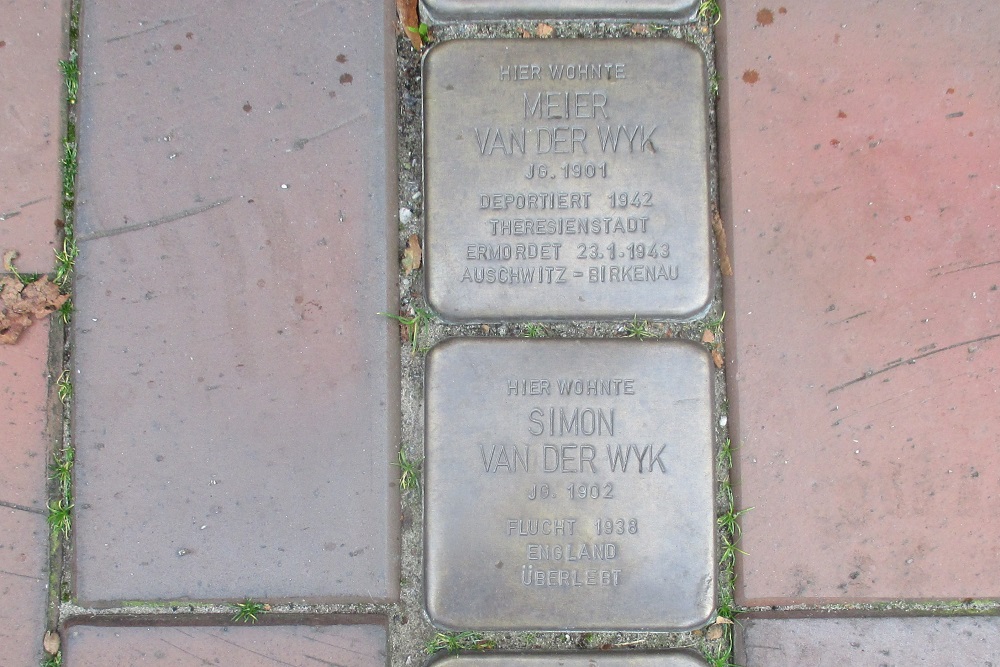 HIER WOHNTE
MEIER
VAN DER WYK
JG. 1901
DEPORTIERT 1942
THERESIENSTADT
ERMORDET 23.1.1943
AUSCHWITZ-BIRKENAU
HIER WOHNTE
SIMON
VAN DER WYK
JG. 1902
FLUCHT 1938
ENGLAND
ÜBERLEBT